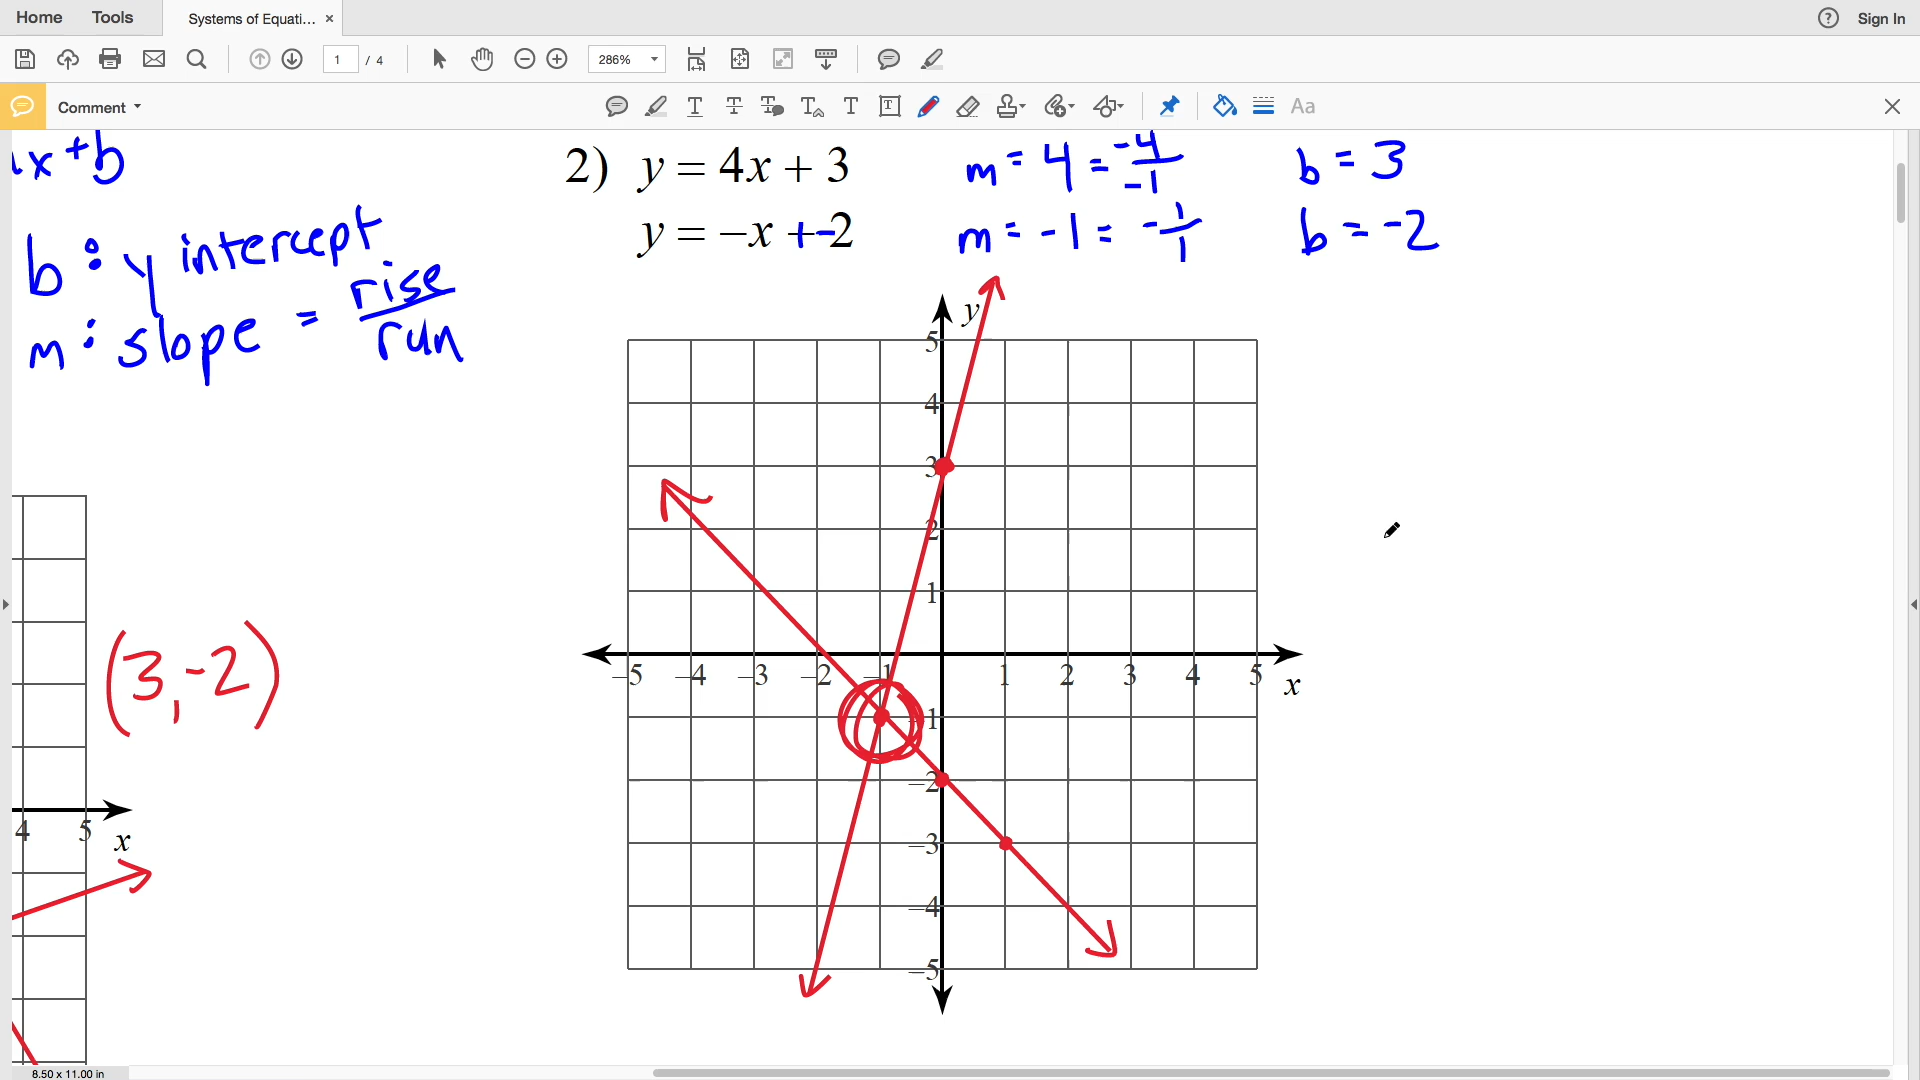 Home Tools Systems of Equati... × ? Sign In
1 / 4 286%
Comment T T T T T T Aa
x+b
2) y = 4x + 3 m = 4 = -4/-1 b = 3
y = −x +-2 m = -1 = -1/1 b = -2
b : y intercept
m : slope = rise/run
y
5
4
3
2
1
−5 −4 −3 −2 −1 1 2 3 4 5
x
(3,-2)
−1
−2
−3
−4
−5
4 5
x
8.50 x 11.00 in